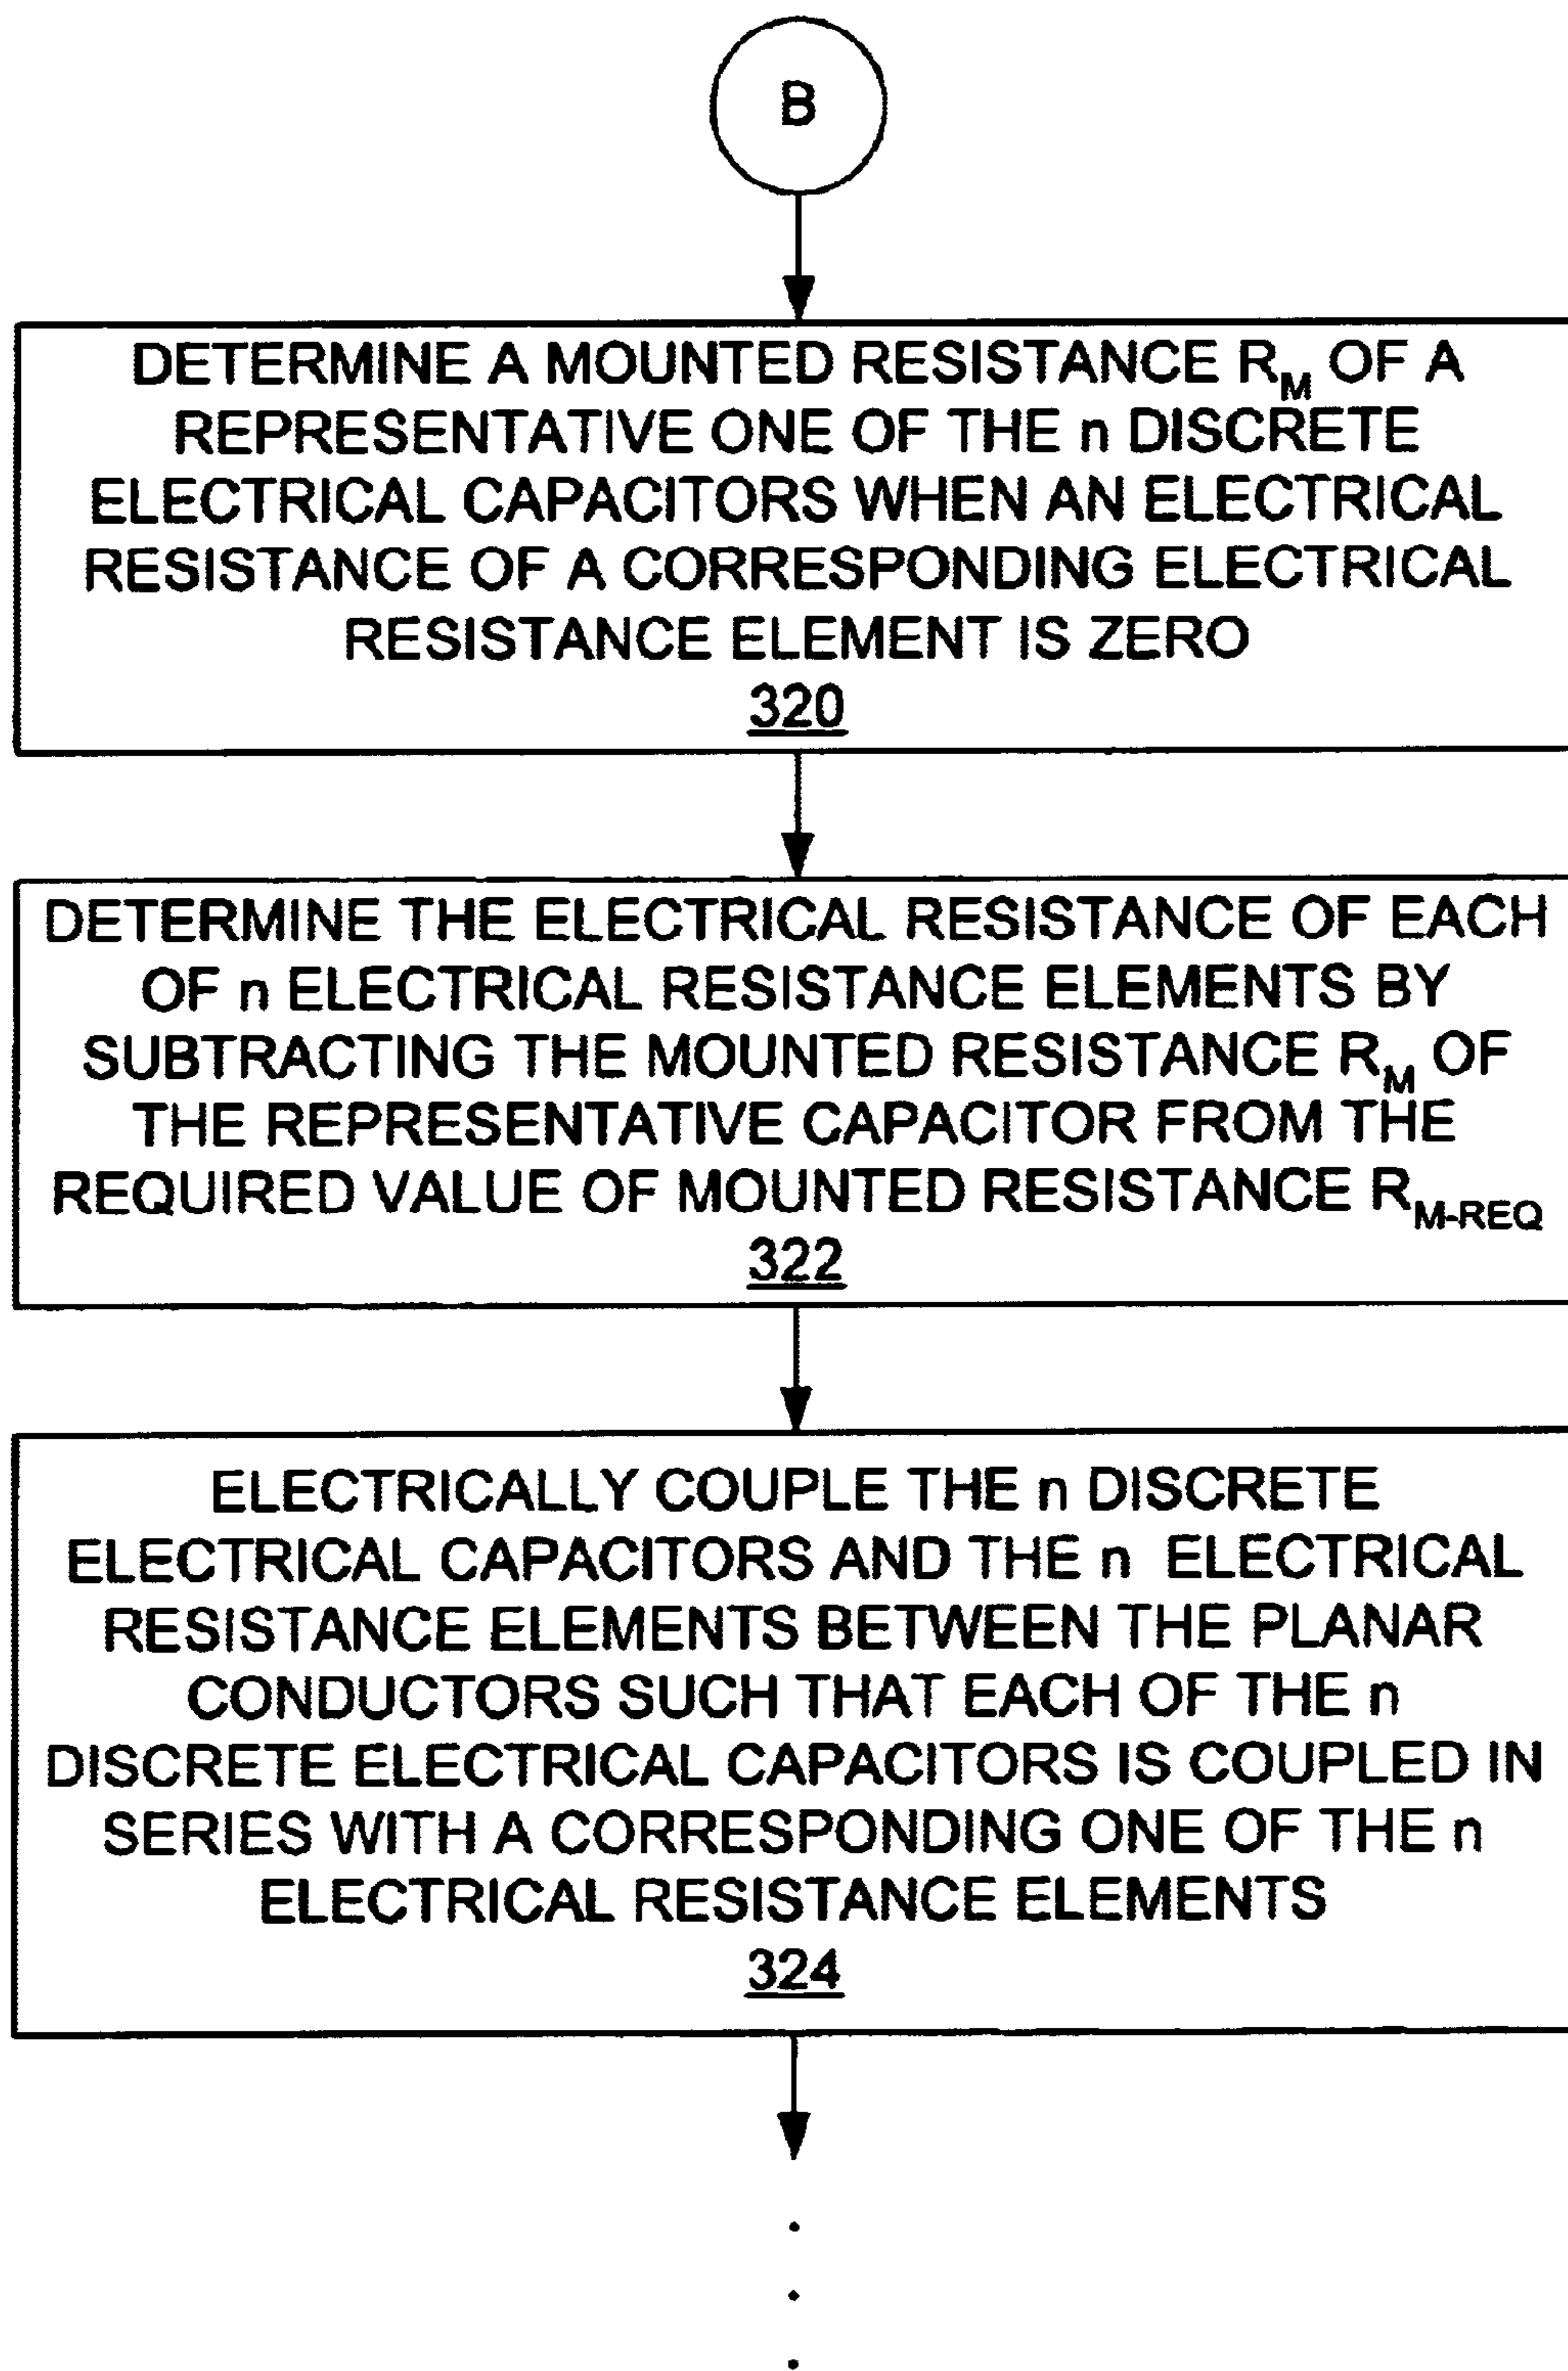 B
DETERMINE A MOUNTED RESISTANCE RM OF A
REPRESENTATIVE ONE OF THE n DISCRETE
ELECTRICAL CAPACITORS WHEN AN ELECTRICAL
RESISTANCE OF A CORRESPONDING ELECTRICAL
RESISTANCE ELEMENT IS ZERO
320
DETERMINE THE ELECTRICAL RESISTANCE OF EACH
OF n ELECTRICAL RESISTANCE ELEMENTS BY
SUBTRACTING THE MOUNTED RESISTANCE RM OF
THE REPRESENTATIVE CAPACITOR FROM THE
REQUIRED VALUE OF MOUNTED RESISTANCE RM-REQ
322
ELECTRICALLY COUPLE THE n DISCRETE
ELECTRICAL CAPACITORS AND THE n ELECTRICAL
RESISTANCE ELEMENTS BETWEEN THE PLANAR
CONDUCTORS SUCH THAT EACH OF THE n
DISCRETE ELECTRICAL CAPACITORS IS COUPLED IN
SERIES WITH A CORRESPONDING ONE OF THE n
ELECTRICAL RESISTANCE ELEMENTS
324